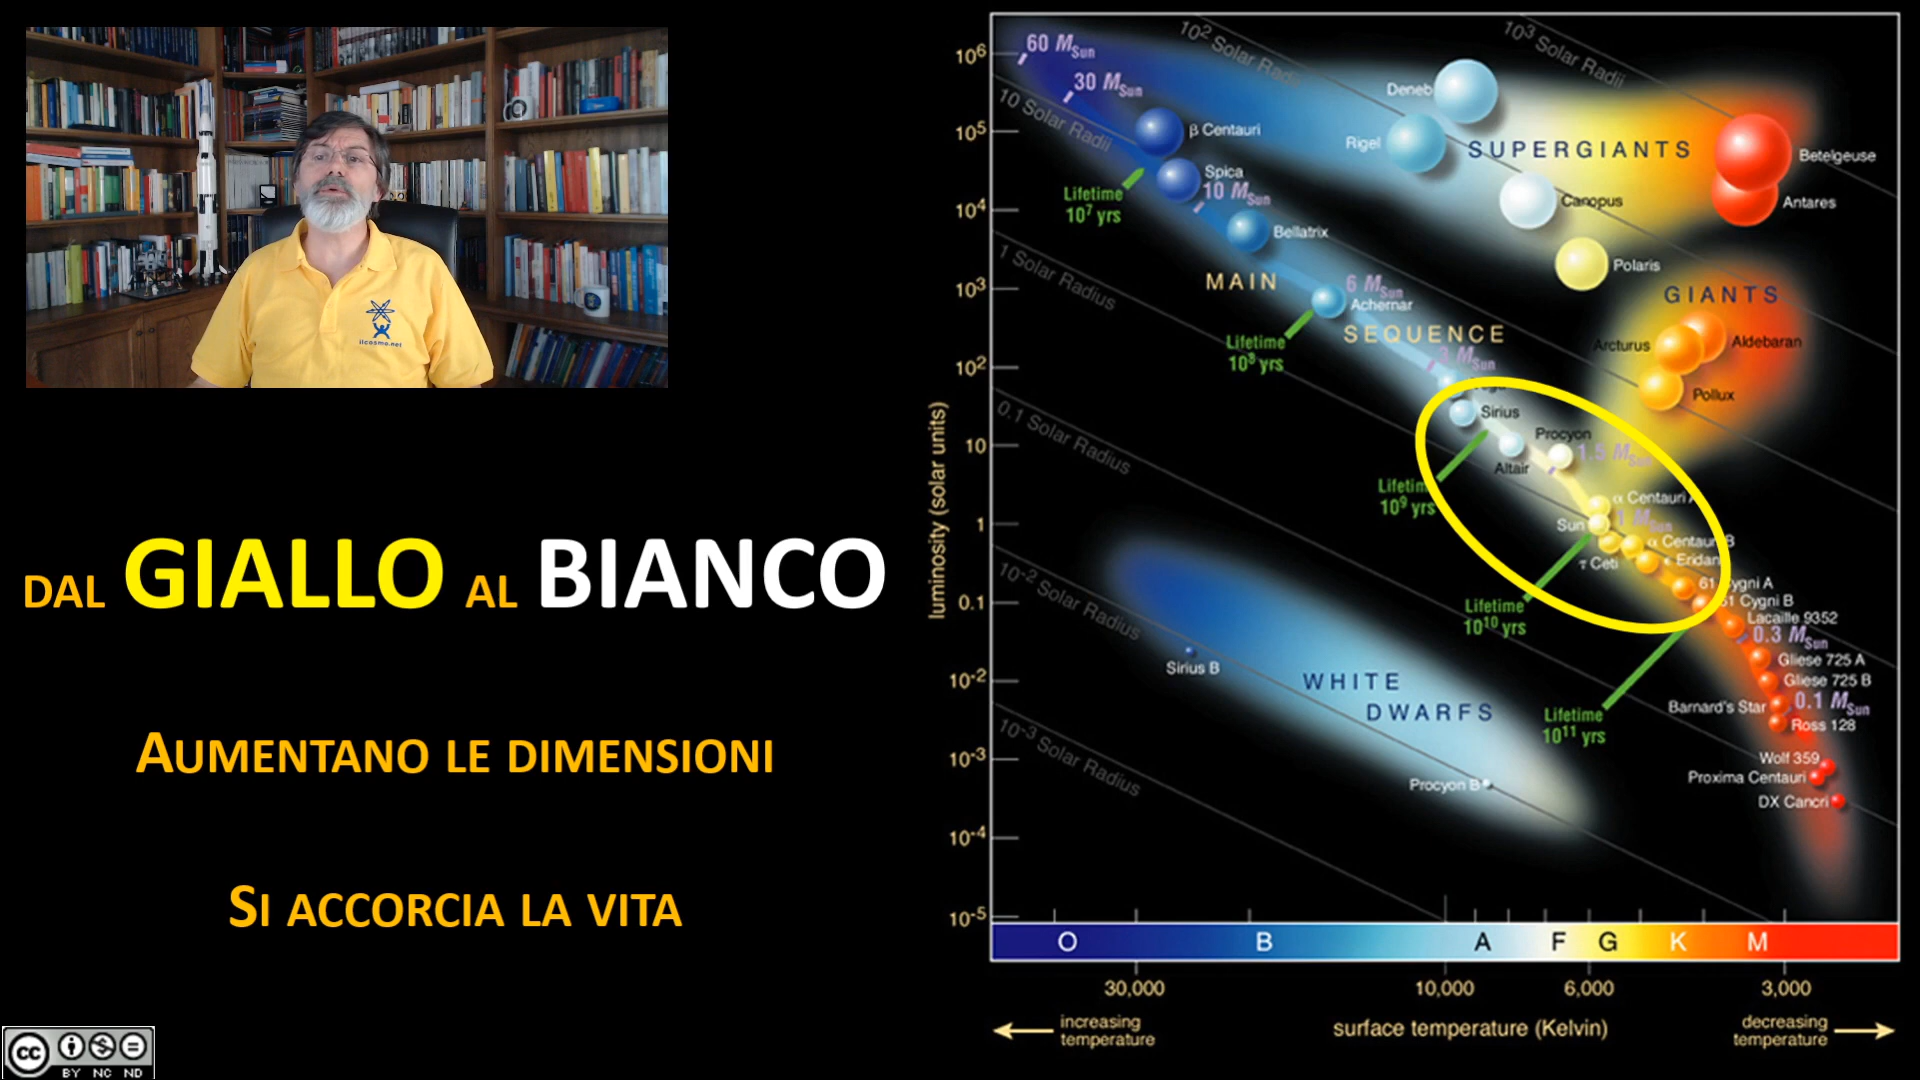 ilcosmo.net
DAL GIALLO AL BIANCO
AUMENTANO LE DIMENSIONI
SI ACCORCIA LA VITA
CC BY NC ND
10² Solar Radii
10³ Solar Radii
60 MSun
30 MSun
10 Solar Radii
Deneb
β Centauri
Rigel
SUPERGIANTS
Betelgeuse
Spica
10 MSun
Lifetime
10⁷ yrs
Canopus
Antares
Bellatrix
Polaris
1 Solar Radius
MAIN
6 MSun
Achernar
GIANTS
SEQUENCE
Lifetime
10⁸ yrs
Arcturus
Aldebaran
3 MSun
Pollux
0.1 Solar Radius
Sirius
Procyon
1.5 MSun
Altair
Lifetime
10⁹ yrs
α Centauri A
Sun
1 MSun
α Centauri B
τ Ceti
ε Eridani
10⁻² Solar Radius
61 Cygni A
61 Cygni B
Lifetime
10¹⁰ yrs
Lacaille 9352
0.3 MSun
Gliese 725 A
Sirius B
WHITE
DWARFS
Gliese 725 B
0.1 MSun
Barnard's Star
Lifetime
10¹¹ yrs
Ross 128
10⁻³ Solar Radius
Wolf 359
Proxima Centauri
Procyon B
DX Cancri
luminosity (solar units)
10⁶
10⁵
10⁴
10³
10²
10
1
0.1
10⁻²
10⁻³
10⁻⁴
10⁻⁵
O B A F G K M
30,000 10,000 6,000 3,000
increasing
temperature
surface temperature (Kelvin)
decreasing
temperature